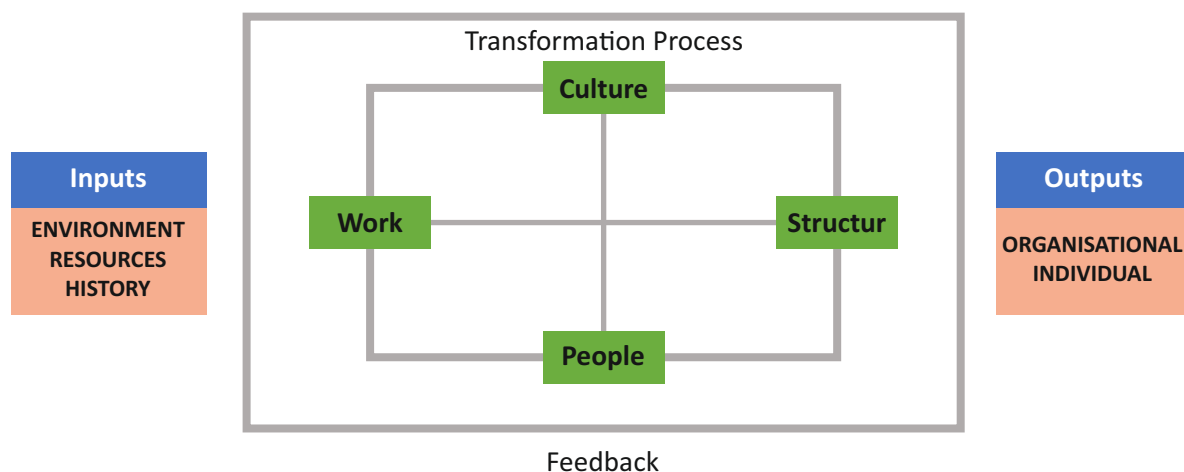 Transformation Process
Culture
Inputs
Outputs
ENVIRONMENT
RESOURCES
HISTORY
Work
Structur
ORGANISATIONAL
INDIVIDUAL
People
Feedback